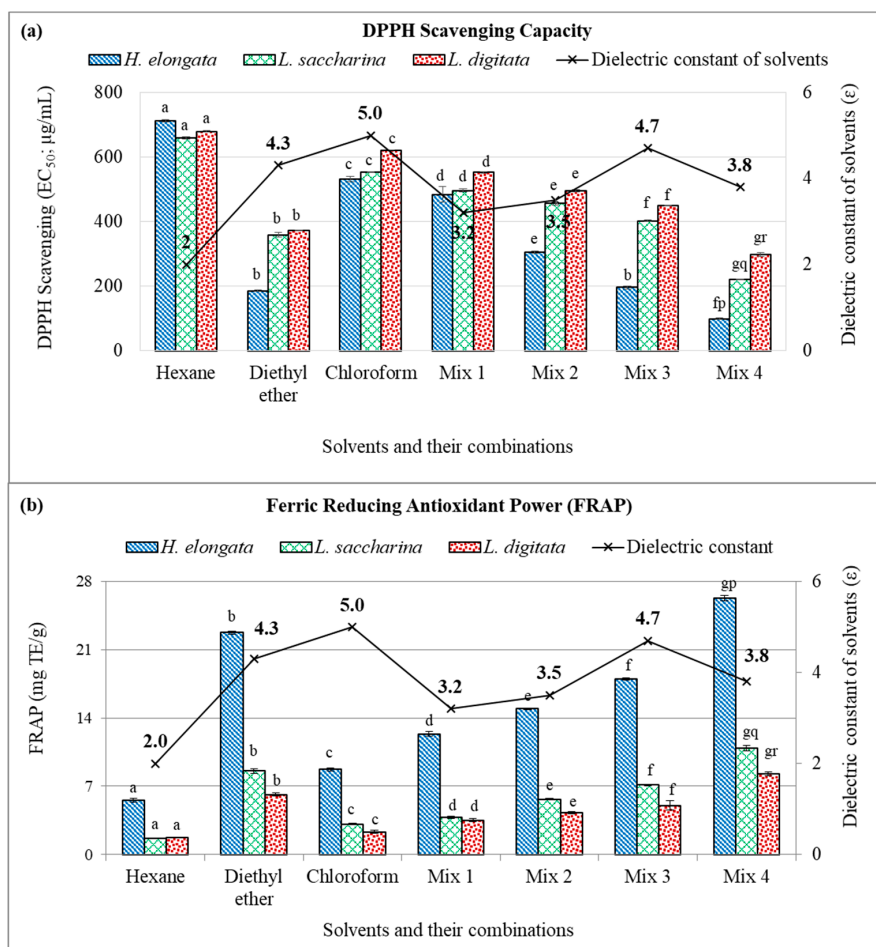 (a)
DPPH Scavenging Capacity
H. elongata L. saccharina L. digitata Dielectric constant of solvents
DPPH Scavenging (EC50; µg/mL)
800
600
400
200
0
a a a
b b b
c c c
d d d
e e e
b f f
fp gq gr
2
4.3
5.0
3.2
3.5
4.7
3.8
6
4
2
0
Dielectric constant of solvents (ε)
Hexane Diethyl ether Chloroform Mix 1 Mix 2 Mix 3 Mix 4
Solvents and their combinations
(b)
Ferric Reducing Antioxidant Power (FRAP)
H. elongata L. saccharina L. digitata Dielectric constant
FRAP (mg TE/g)
28
21
14
7
0
a a a
b b b
c c c
d d d
e e e
f f f
gp gq gr
2.0
4.3
5.0
3.2
3.5
4.7
3.8
6
4
2
0
Dielectric constant of solvents (ε)
Hexane Diethyl ether Chloroform Mix 1 Mix 2 Mix 3 Mix 4
Solvents and their combinations